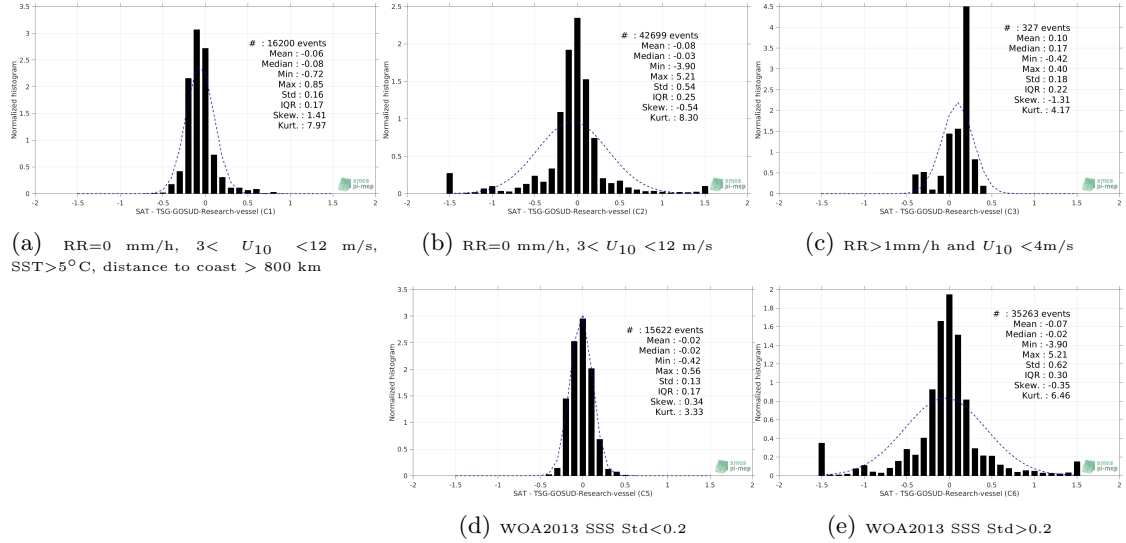 3.5
3
2.5
2
1.5
1
0.5
0
Normalized histogram
# : 16200 events
Mean : -0.06
Median : -0.08
Min : -0.72
Max : 0.85
Std : 0.16
IQR : 0.17
Skew. : 1.41
Kurt. : 7.97
smos
pi-mep
-2 -1.5 -1 -0.5 0 0.5 1 1.5 2
SAT - TSG-GOSUD-Research-vessel (C1)
(a) RR=0 mm/h, 3< U10 <12 m/s,
SST>5°C, distance to coast > 800 km
2.5
2
1.5
1
0.5
0
Normalized histogram
# : 42699 events
Mean : -0.08
Median : -0.03
Min : -3.90
Max : 5.21
Std : 0.54
IQR : 0.25
Skew. : -0.54
Kurt. : 8.30
smos
pi-mep
-2 -1.5 -1 -0.5 0 0.5 1 1.5 2
SAT - TSG-GOSUD-Research-vessel (C2)
(b) RR=0 mm/h, 3< U10 <12 m/s
4.5
4
3.5
3
2.5
2
1.5
1
0.5
0
Normalized histogram
# : 327 events
Mean : 0.10
Median : 0.17
Min : -0.42
Max : 0.40
Std : 0.18
IQR : 0.22
Skew. : -1.31
Kurt. : 4.17
smos
pi-mep
-2 -1.5 -1 -0.5 0 0.5 1 1.5 2
SAT - TSG-GOSUD-Research-vessel (C3)
(c) RR>1mm/h and U10 <4m/s
3.5
3
2.5
2
1.5
1
0.5
0
Normalized histogram
# : 15622 events
Mean : -0.02
Median : -0.02
Min : -0.42
Max : 0.56
Std : 0.13
IQR : 0.17
Skew. : 0.34
Kurt. : 3.33
smos
pi-mep
-2 -1.5 -1 -0.5 0 0.5 1 1.5 2
SAT - TSG-GOSUD-Research-vessel (C5)
(d) WOA2013 SSS Std<0.2
2
1.8
1.6
1.4
1.2
1
0.8
0.6
0.4
0.2
0
Normalized histogram
# : 35263 events
Mean : -0.07
Median : -0.02
Min : -3.90
Max : 5.21
Std : 0.62
IQR : 0.30
Skew. : -0.35
Kurt. : 6.46
smos
pi-mep
-2 -1.5 -1 -0.5 0 0.5 1 1.5 2
SAT - TSG-GOSUD-Research-vessel (C6)
(e) WOA2013 SSS Std>0.2